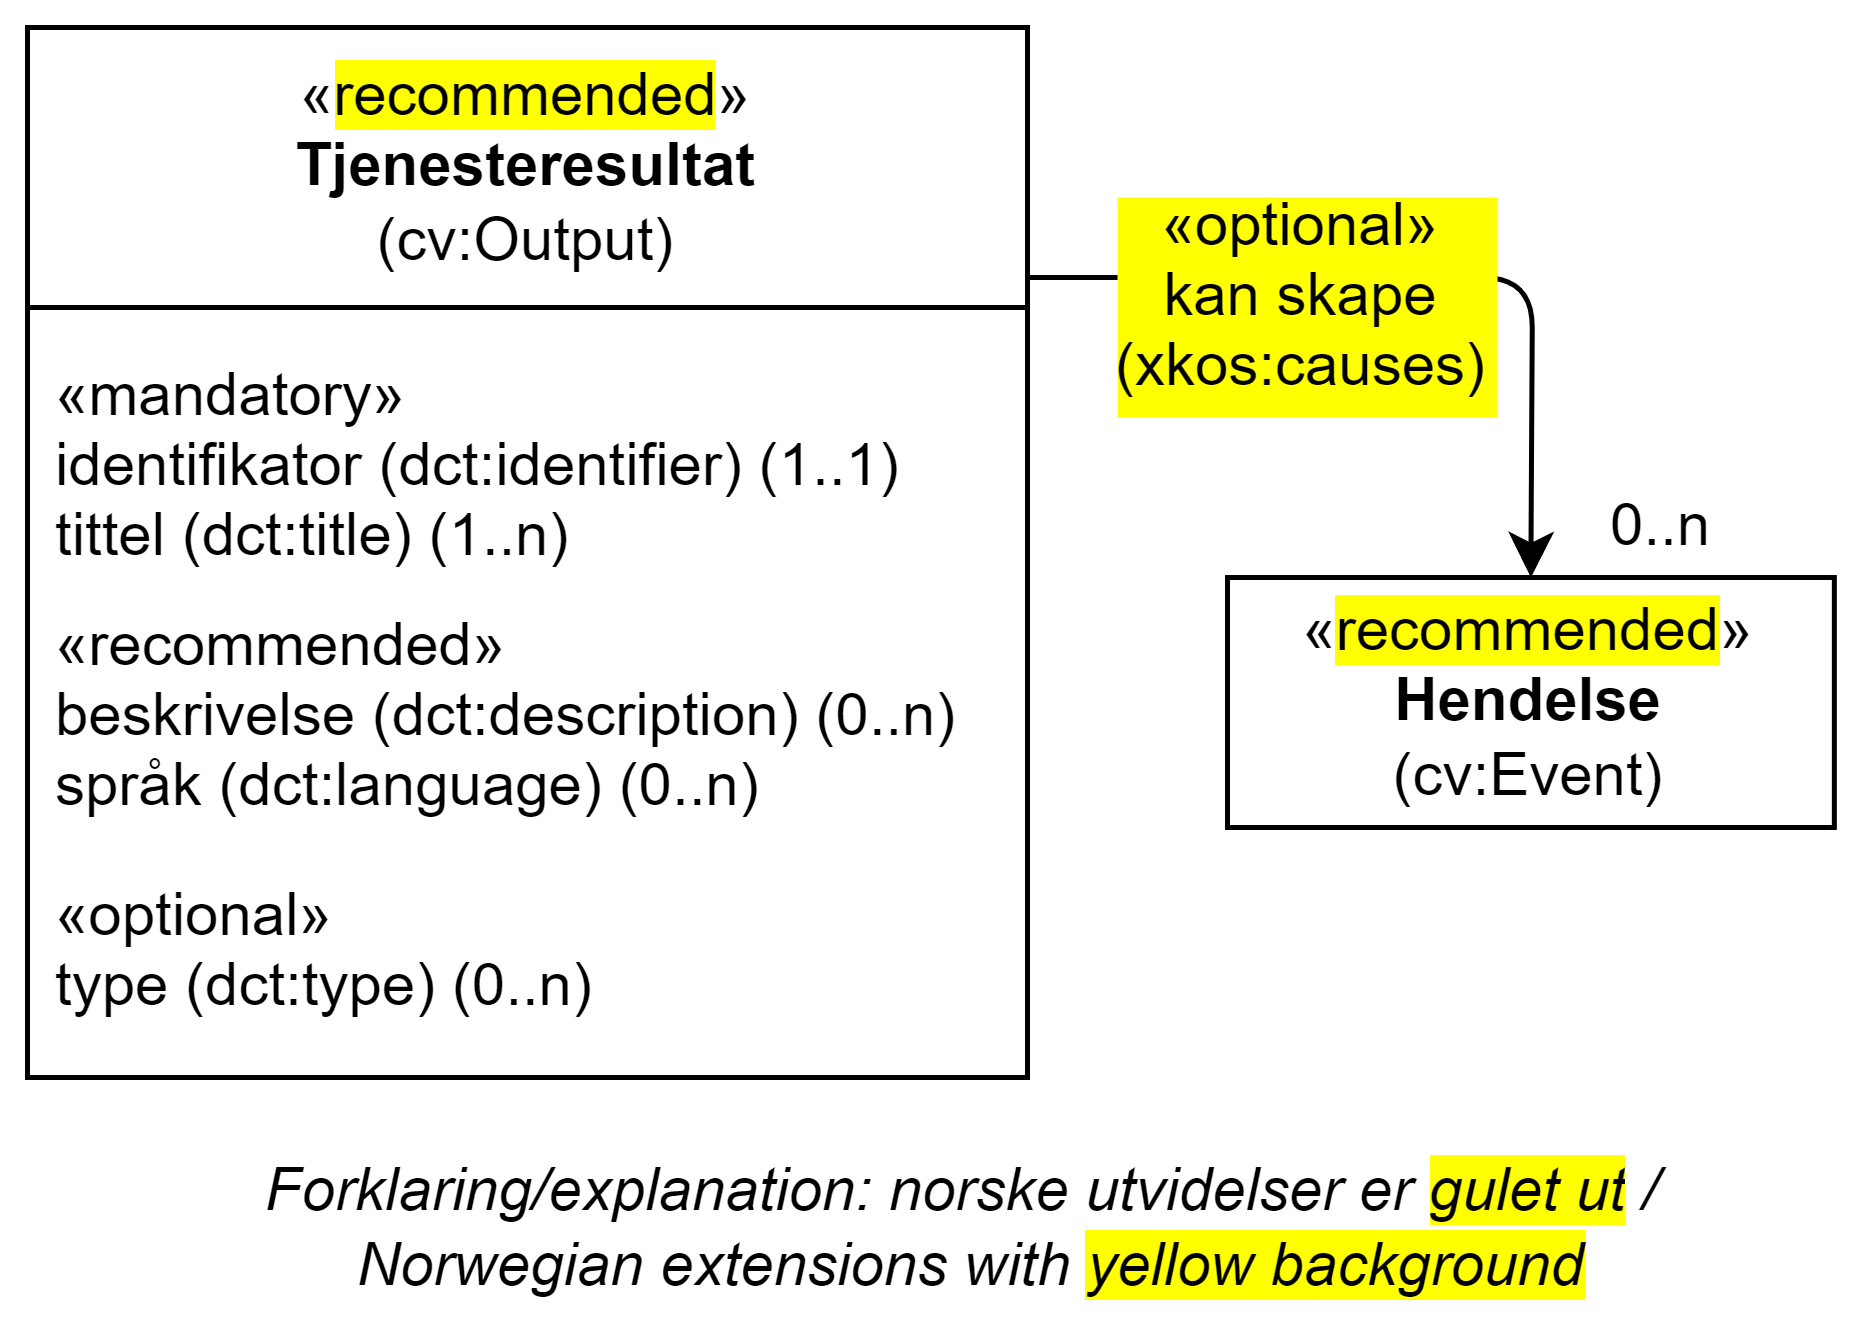 «recommended»
Tjenesteresultat
(cv:Output)
«mandatory»
identifikator (dct:identifier) (1..1)
tittel (dct:title) (1..n)
«recommended»
beskrivelse (dct:description) (0..n)
språk (dct:language) (0..n)
«optional»
type (dct:type) (0..n)
«optional»
kan skape
(xkos:causes)
0..n
«recommended»
Hendelse
(cv:Event)
Forklaring/explanation: norske utvidelser er gulet ut /
Norwegian extensions with yellow background